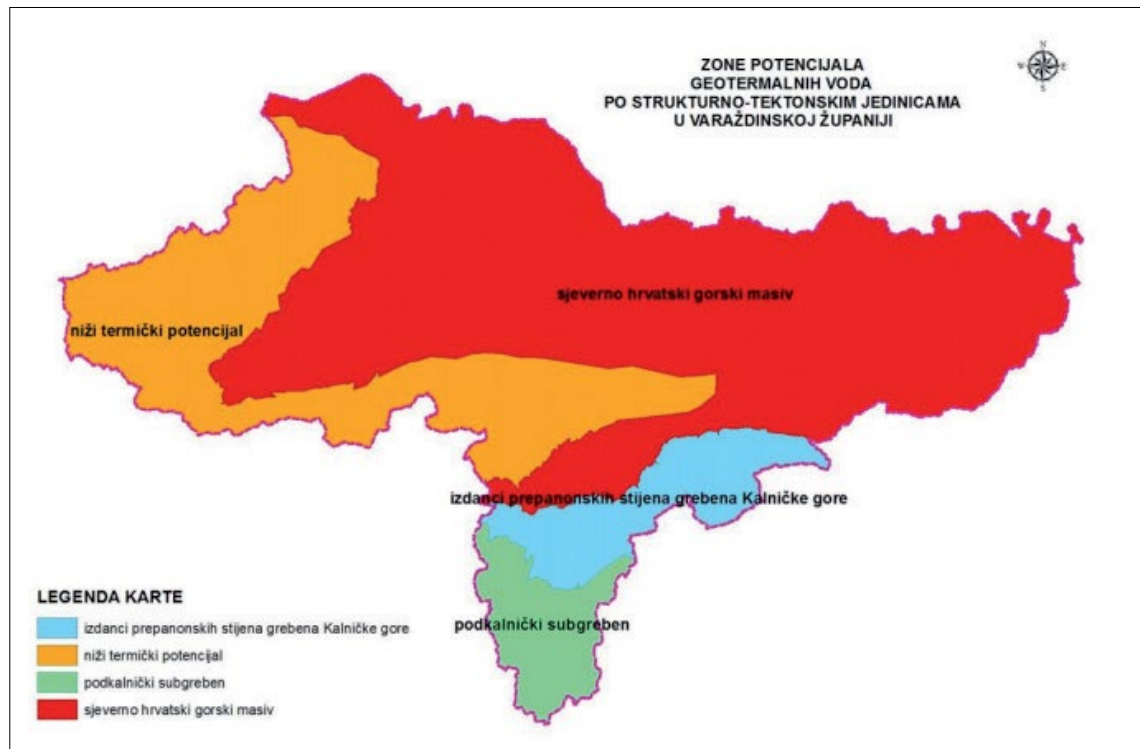 ZONE POTENCIJALA
GEOTERMALNIH VODA
PO STRUKTURNO-TEKTONSKIM JEDINICAMA
U VARAŽDINSKOJ ŽUPANIJI
N
W
E
S
sjeverno hrvatski gorski masiv
niži termički potencijal
izdanci prepanonskih stijena grebena Kalničke gore
podkalnički subgreben
LEGENDA KARTE
izdanci prepanonskih stijena grebena Kalničke gore
niži termički potencijal
podkalnički subgreben
sjeverno hrvatski gorski masiv